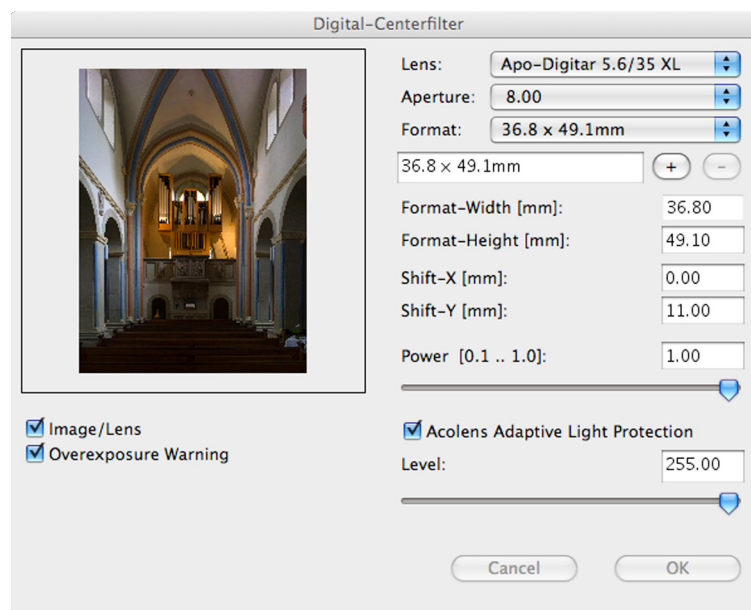 Digital-Centerfilter
Lens: Apo-Digitar 5.6/35 XL
Aperture: 8.00
Format: 36.8 x 49.1mm
36.8 x 49.1mm + -
Format-Width [mm]: 36.80
Format-Height [mm]: 49.10
Shift-X [mm]: 0.00
Shift-Y [mm]: 11.00
Power [0.1 .. 1.0]: 1.00
Image/Lens
Overexposure Warning
Acolens Adaptive Light Protection
Level: 255.00
Cancel OK